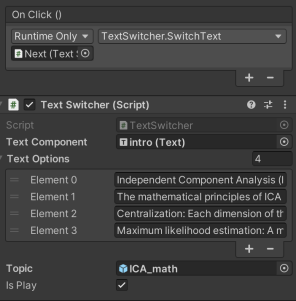 On Click ()
Runtime Only TextSwitcher.SwitchText
Next (Text S
+ -
# Text Switcher (Script)
Script TextSwitcher
Text Component intro (Text)
Text Options 4
Element 0 Independent Component Analysis (I
Element 1 The mathematical principles of ICA
Element 2 Centralization: Each dimension of th
Element 3 Maximum likelihood estimation: A m
+ -
Topic ICA_math
Is Play